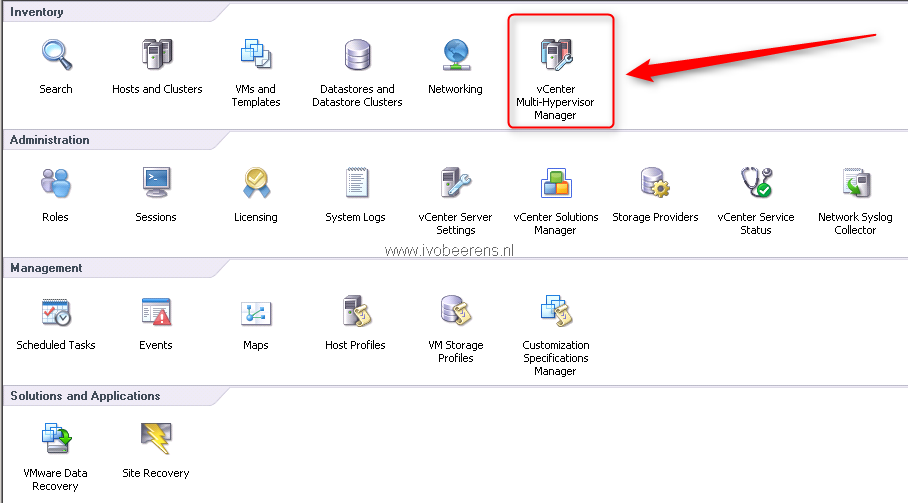 Inventory
Search
Hosts and Clusters
VMs and
Templates
Datastores and
Datastore Clusters
Networking
vCenter
Multi-Hypervisor
Manager
Administration
Roles
Sessions
Licensing
System Logs
vCenter Server
Settings
vCenter Solutions
Manager
Storage Providers
vCenter Service
Status
Network Syslog
Collector
www.ivobeerens.nl
Management
Scheduled Tasks
Events
Maps
Host Profiles
VM Storage
Profiles
Customization
Specifications
Manager
Solutions and Applications
VMware Data
Recovery
Site Recovery